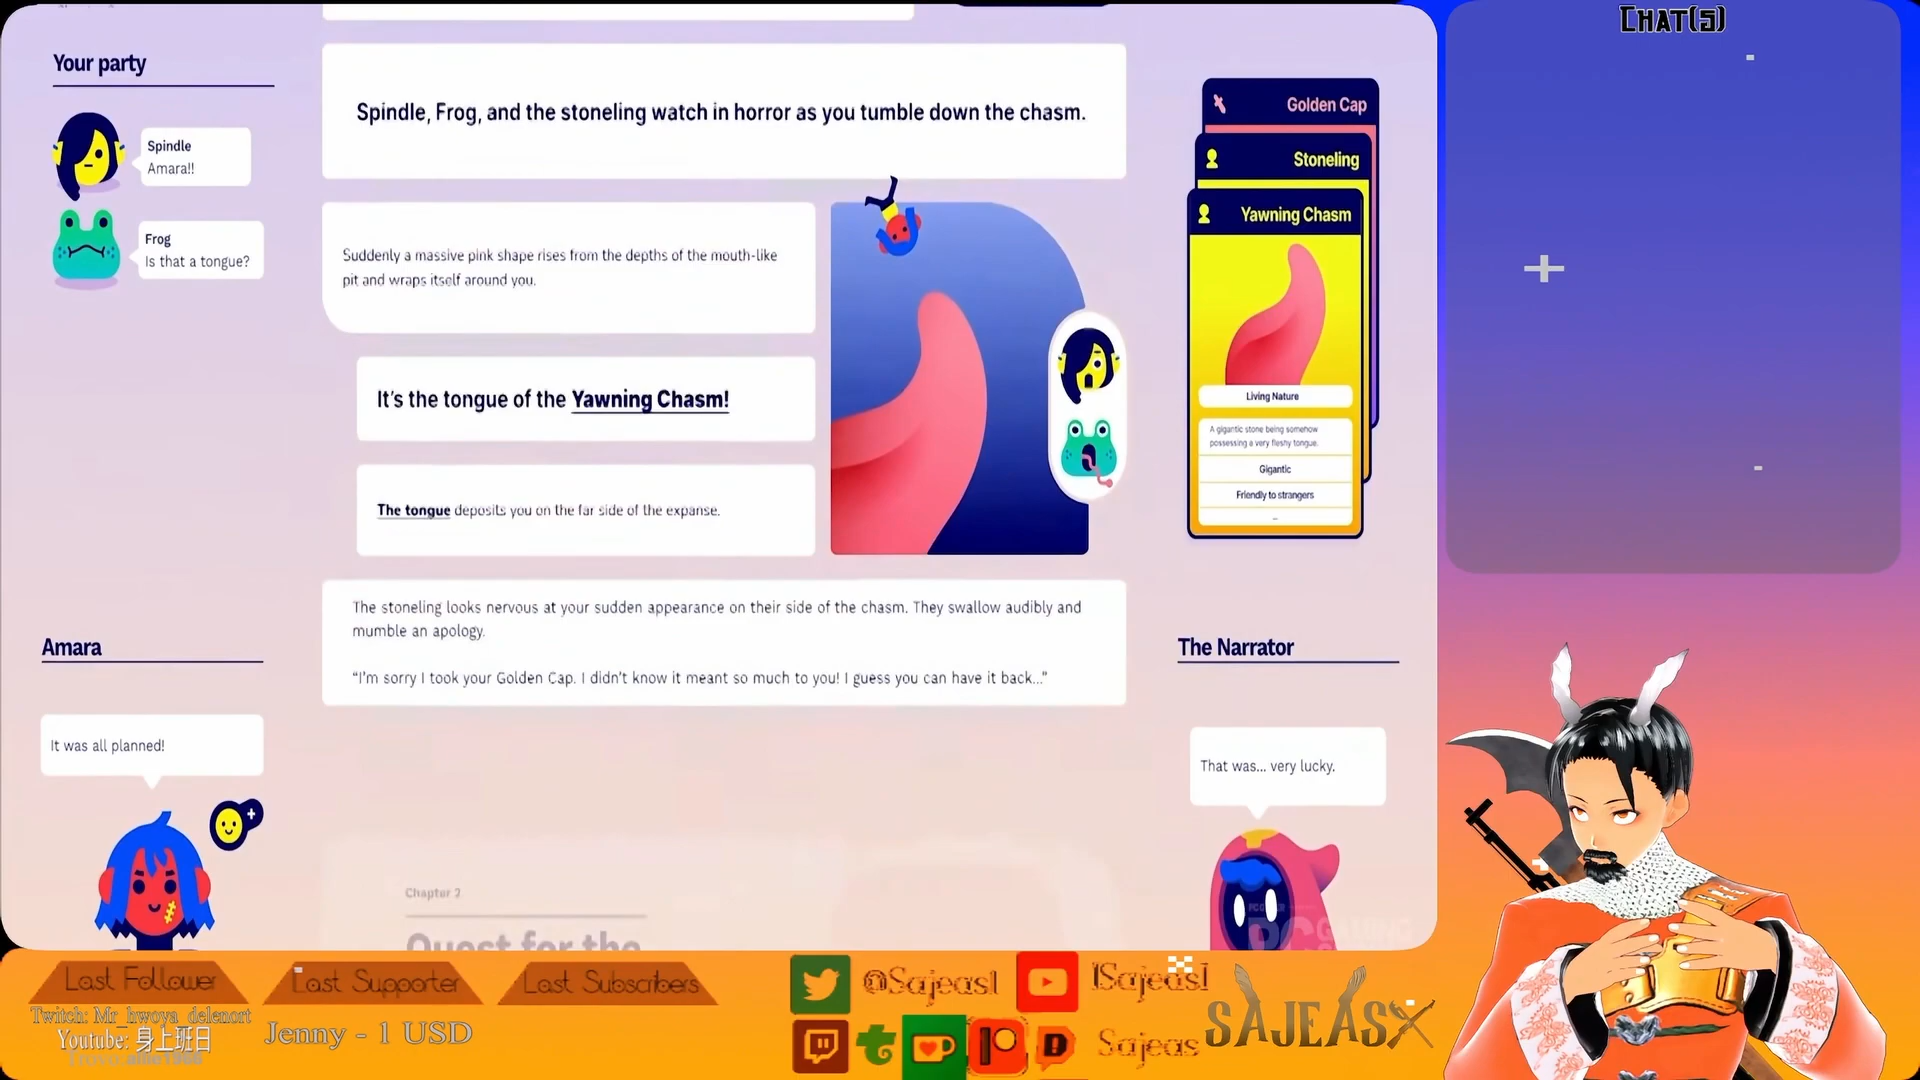 CHAT(S)
Your party
Spindle
Amara!!
Frog
Is that a tongue?
Spindle, Frog, and the stoneling watch in horror as you tumble down the chasm.
Suddenly a massive pink shape rises from the depths of the mouth-like
pit and wraps itself around you.
It's the tongue of the Yawning Chasm!
The tongue deposits you on the far side of the expanse.
The stoneling looks nervous at your sudden appearance on their side of the chasm. They swallow audibly and
mumble an apology.
“I'm sorry I took your Golden Cap. I didn't know it meant so much to you! I guess you can have it back...”
Golden Cap
Stoneling
Yawning Chasm
Living Nature
A gigantic stone being somehow
possessing a very fleshy tongue.
Gigantic
Friendly to strangers
...
Amara
It was all planned!
The Narrator
That was... very lucky.
Chapter 2
Quest for the
Last Follower
Twitch: Mr_hwoya_delenort
Youtube: 身上班日
Last Supporter
Jenny - 1 USD
Last Subscribers
@Sajeas1
1Sajeas1
Sajeas
SAJEAS